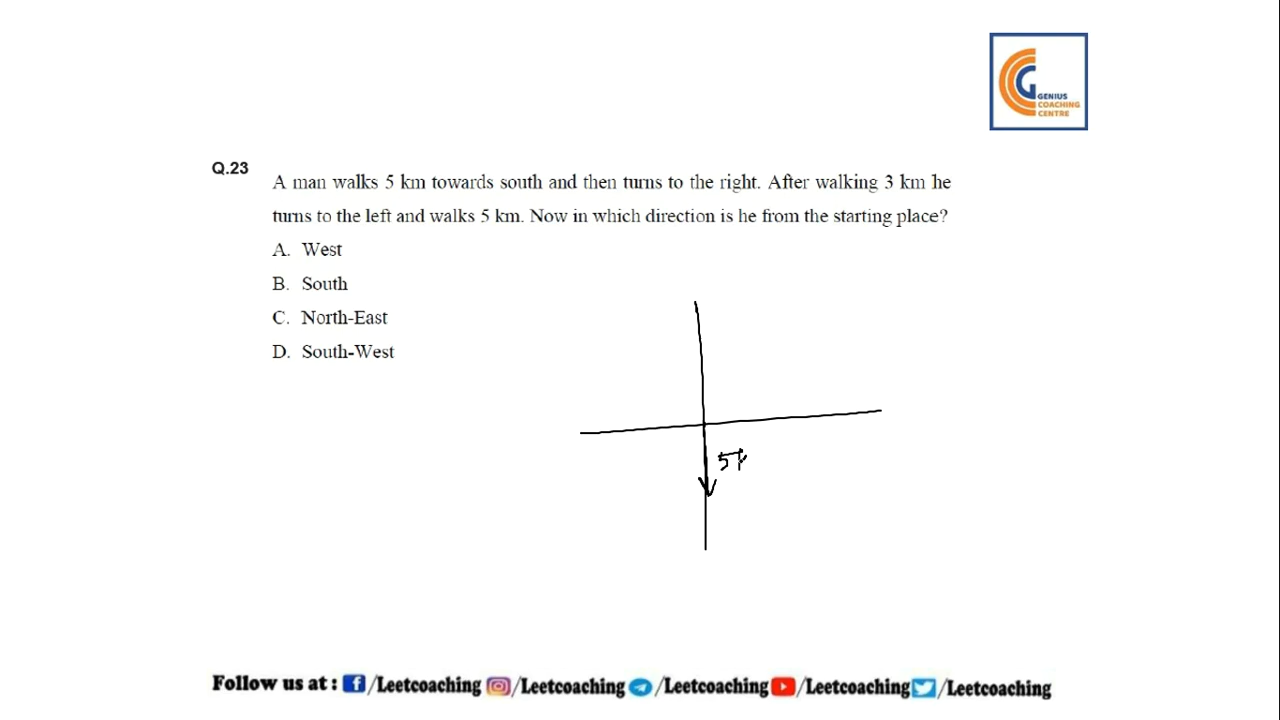 GENIUS
COACHING
CENTRE
Q.23
A man walks 5 km towards south and then turns to the right. After walking 3 km he
turns to the left and walks 5 km. Now in which direction is he from the starting place?
A. West
B. South
C. North-East
D. South-West
Follow us at : /Leetcoaching /Leetcoaching /Leetcoaching /Leetcoaching /Leetcoaching